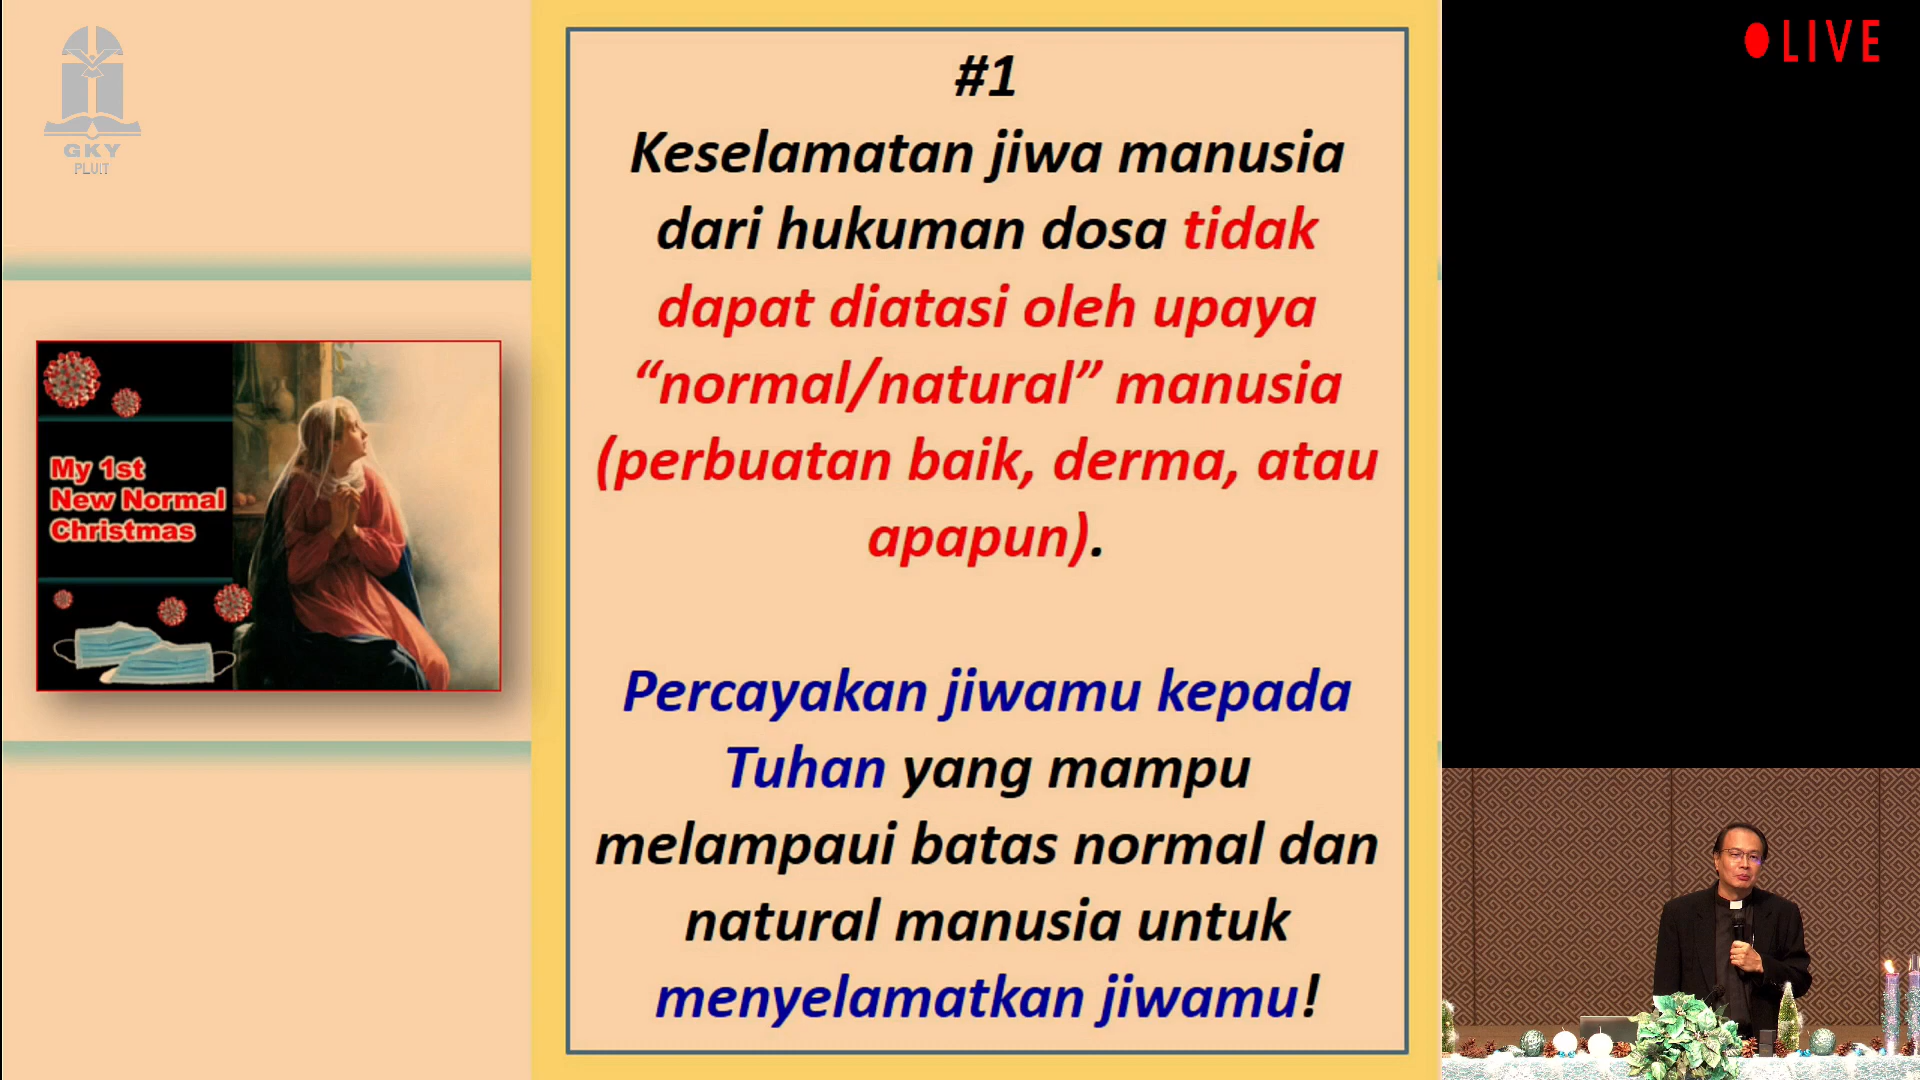 GKY
PLUIT
My 1st
New Normal
Christmas
#1
Keselamatan jiwa manusia
dari hukuman dosa tidak
dapat diatasi oleh upaya
“normal/natural” manusia
(perbuatan baik, derma, atau
apapun).
Percayakan jiwamu kepada
Tuhan yang mampu
melampaui batas normal dan
natural manusia untuk
menyelamatkan jiwamu!
LIVE